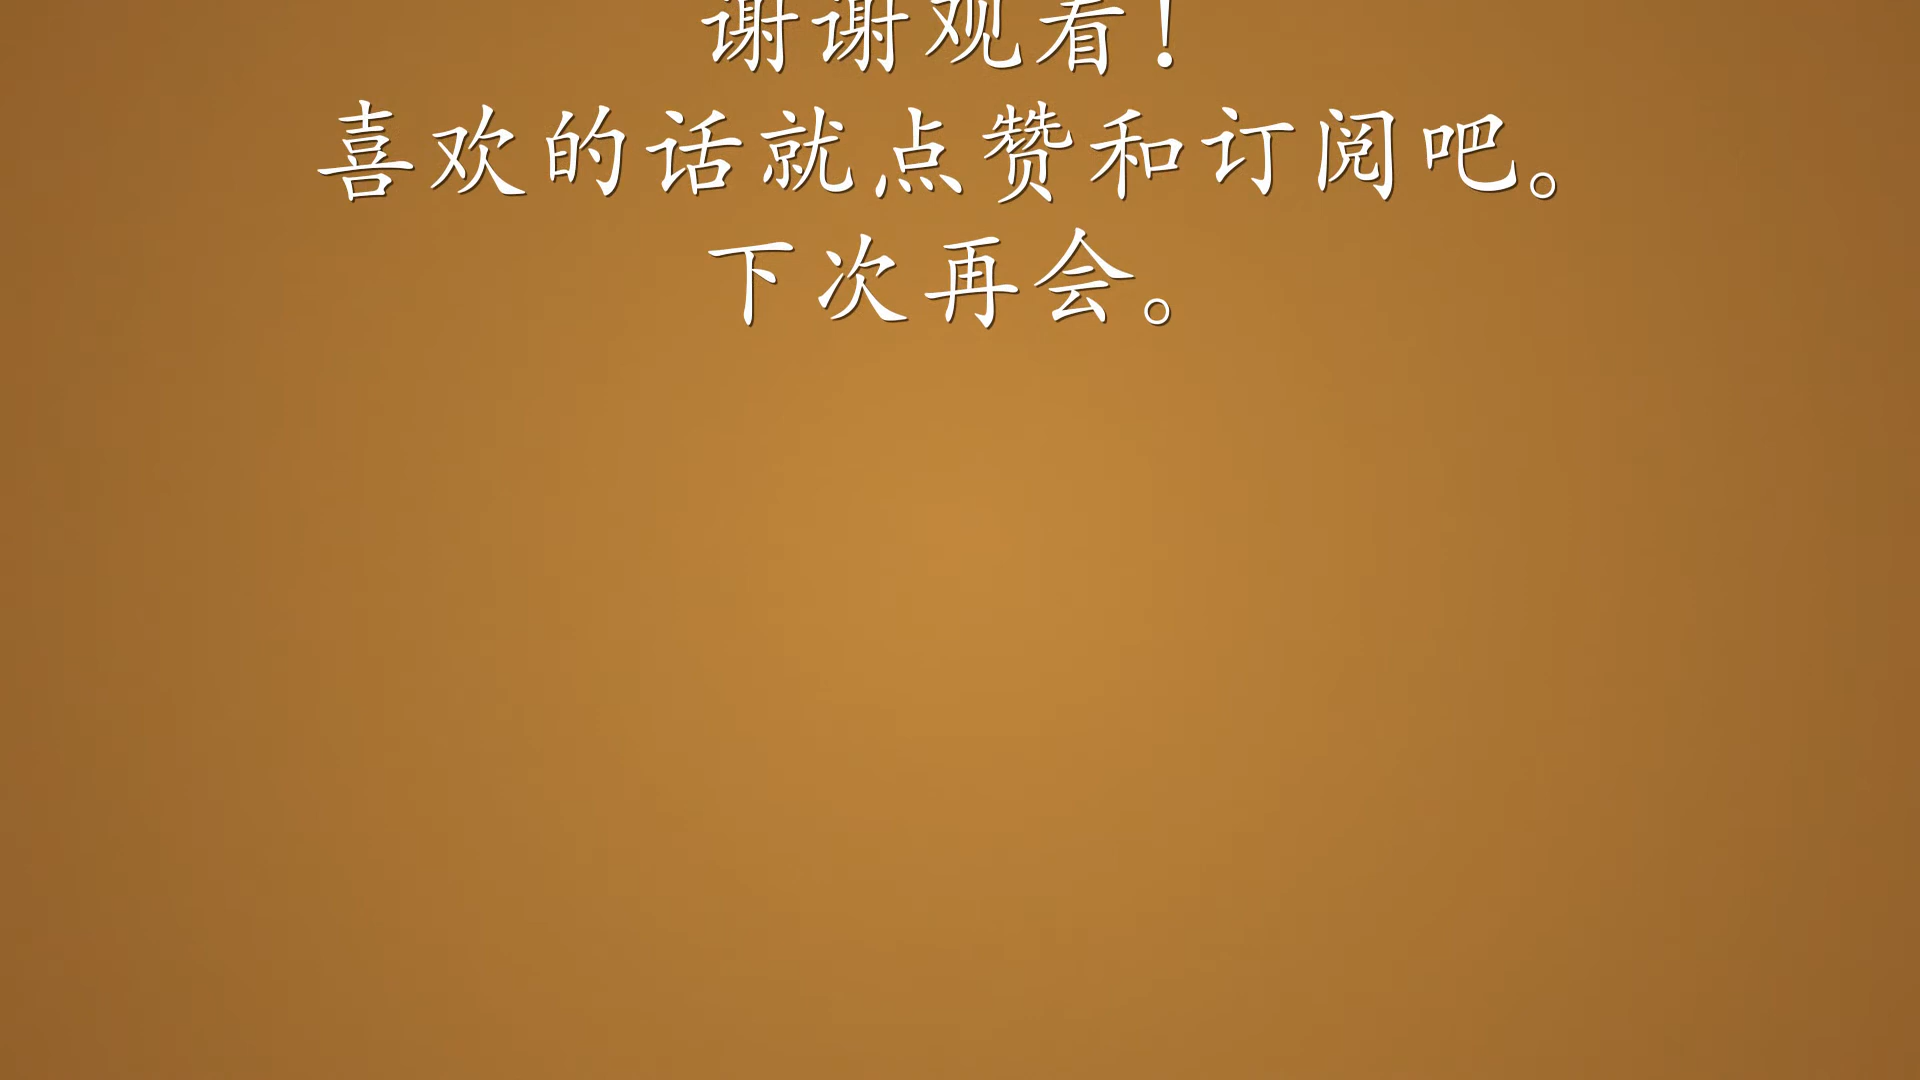 谢谢观看！
喜欢的话就点赞和订阅吧。
下次再会。